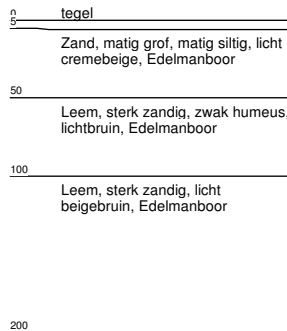 0 tegel
5
Zand, matig grof, matig siltig, licht
cremebeige, Edelmanboor
50
Leem, sterk zandig, zwak humeus,
lichtbruin, Edelmanboor
100
Leem, sterk zandig, licht
beigebruin, Edelmanboor
200